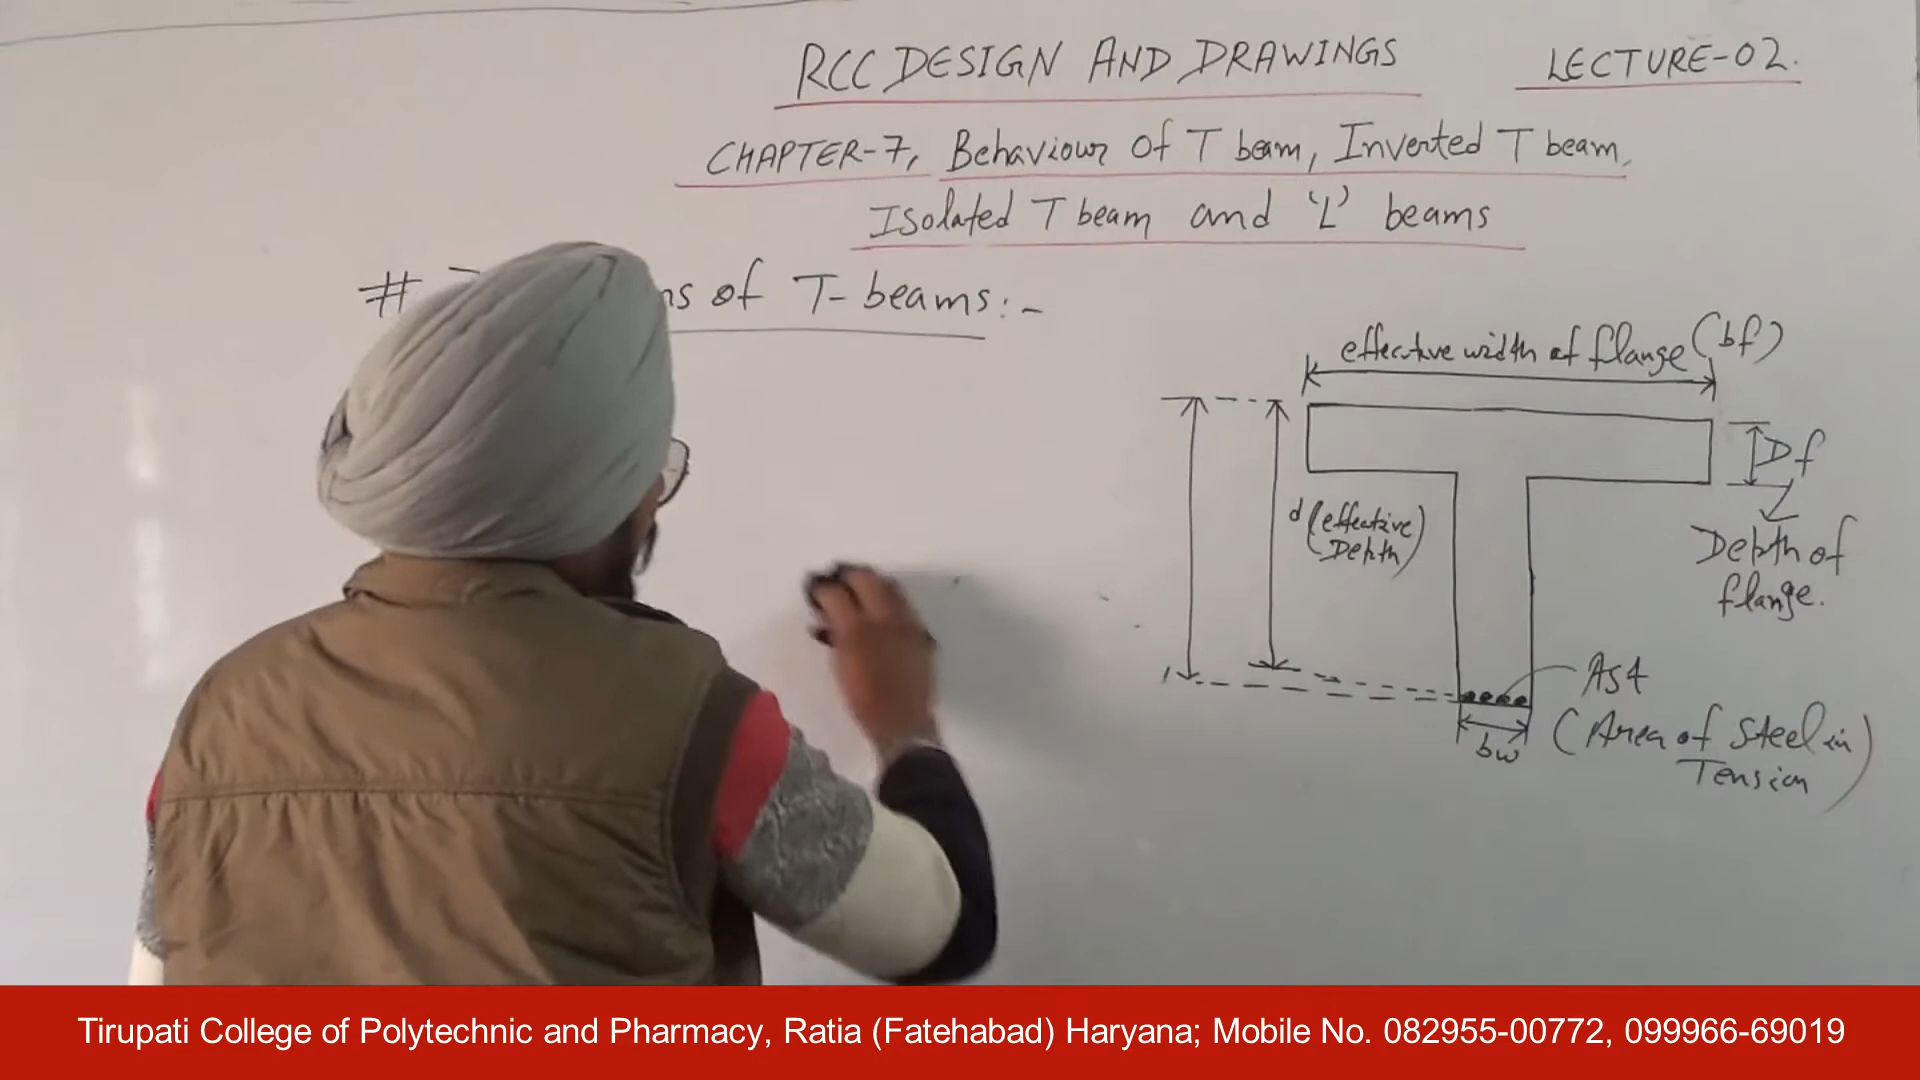 RCC DESIGN AND DRAWINGS
LECTURE-02.
CHAPTER-7, Behaviour Of T beam, Inverted T beam,
Isolated T beam and 'L' beams
# of T-beams:-
effective width of flange (bf)
Df
d (effective
Depth)
Depth of
flange.
Ast
(Area of Steel in
Tension)
bw
Tirupati College of Polytechnic and Pharmacy, Ratia (Fatehabad) Haryana; Mobile No. 082955-00772, 099966-69019